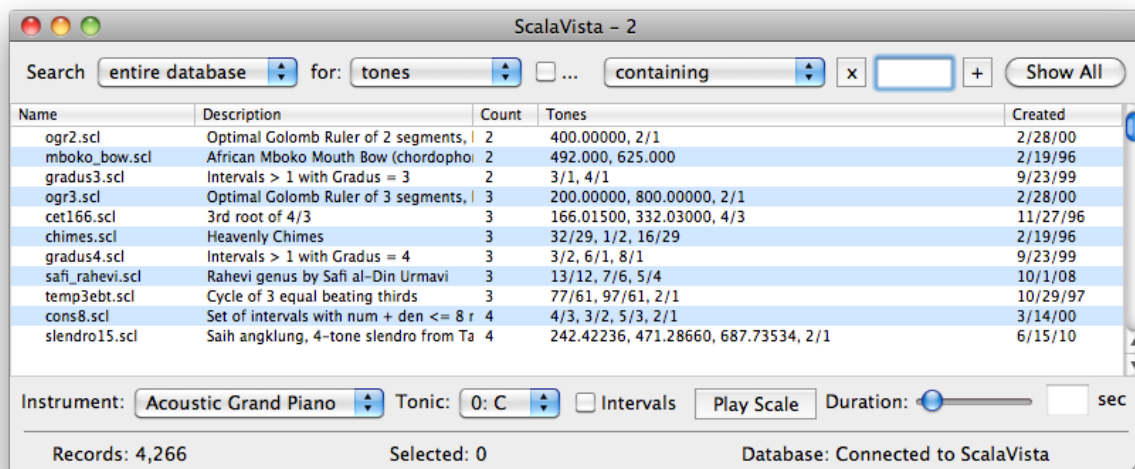 ScalaVista – 2
Search entire database for: tones ... containing x + Show All
Name Description Count Tones Created
ogr2.scl Optimal Golomb Ruler of 2 segments, 2 400.00000, 2/1 2/28/00
mboko_bow.scl African Mboko Mouth Bow 2 492.000, 625.000 2/19/96
gradus3.scl Intervals > 1 with Gradus = 3 2 3/1, 4/1 9/23/99
ogr3.scl Optimal Golomb Ruler of 3 segments, 3 200.00000, 800.00000, 2/1 2/28/00
cet166.scl 3rd root of 4/3 3 166.01500, 332.03000, 4/3 11/27/96
chimes.scl Heavenly Chimes 3 32/29, 1/2, 16/29 2/19/96
gradus4.scl Intervals > 1 with Gradus = 4 3 3/2, 6/1, 8/1 9/23/99
safi_rahevi.scl Rahevi genus by Safi al-Din Urmavi 3 13/12, 7/6, 5/4 10/1/08
temp3ebt.scl Cycle of 3 equal beating thirds 3 77/61, 97/61, 2/1 10/29/97
cons8.scl Set of intervals with num + den <= 8 4 4/3, 3/2, 5/3, 2/1 3/14/00
slendro15.scl Saih angklung, 4-tone slendro from Ta 4 242.42236, 471.28660, 687.73534, 2/1 6/15/10
Instrument: Acoustic Grand Piano Tonic: 0: C Intervals Play Scale Duration: sec
Records: 4,266 Selected: 0 Database: Connected to ScalaVista